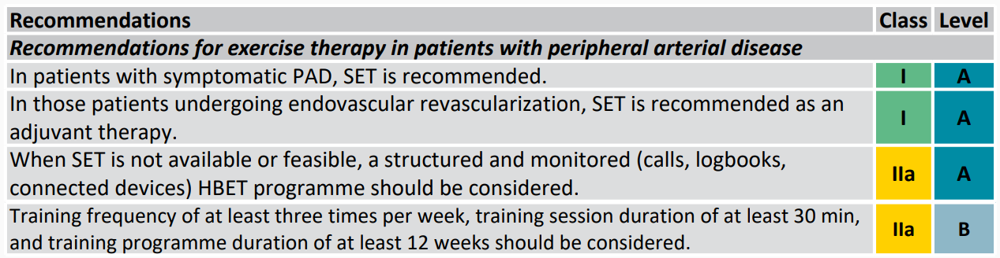 Recommendations Class Level
Recommendations for exercise therapy in patients with peripheral arterial disease
In patients with symptomatic PAD, SET is recommended. I A
In those patients undergoing endovascular revascularization, SET is recommended as an
adjuvant therapy. I A
When SET is not available or feasible, a structured and monitored (calls, logbooks,
connected devices) HBET programme should be considered. IIa A
Training frequency of at least three times per week, training session duration of at least 30 min,
and training programme duration of at least 12 weeks should be considered. IIa B